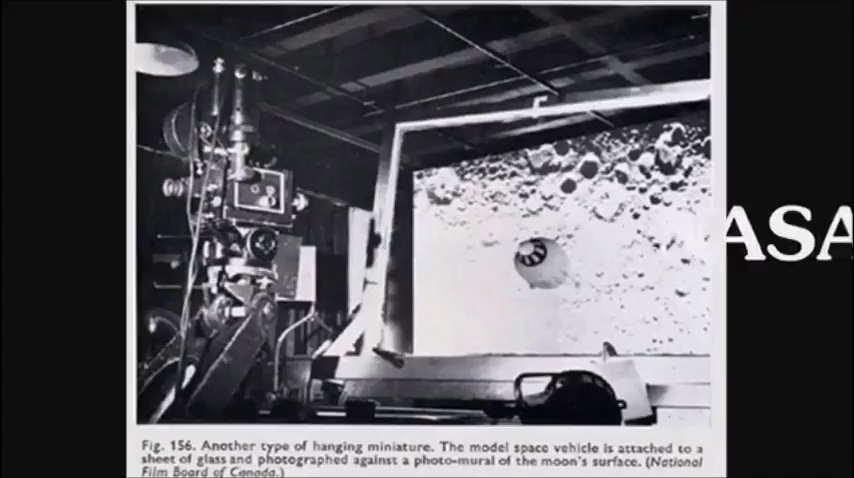 ASA
Fig. 156. Another type of hanging miniature. The model space vehicle is attached to a
sheet of glass and photographed against a photo-mural of the moon's surface. (National
Film Board of Canada.)